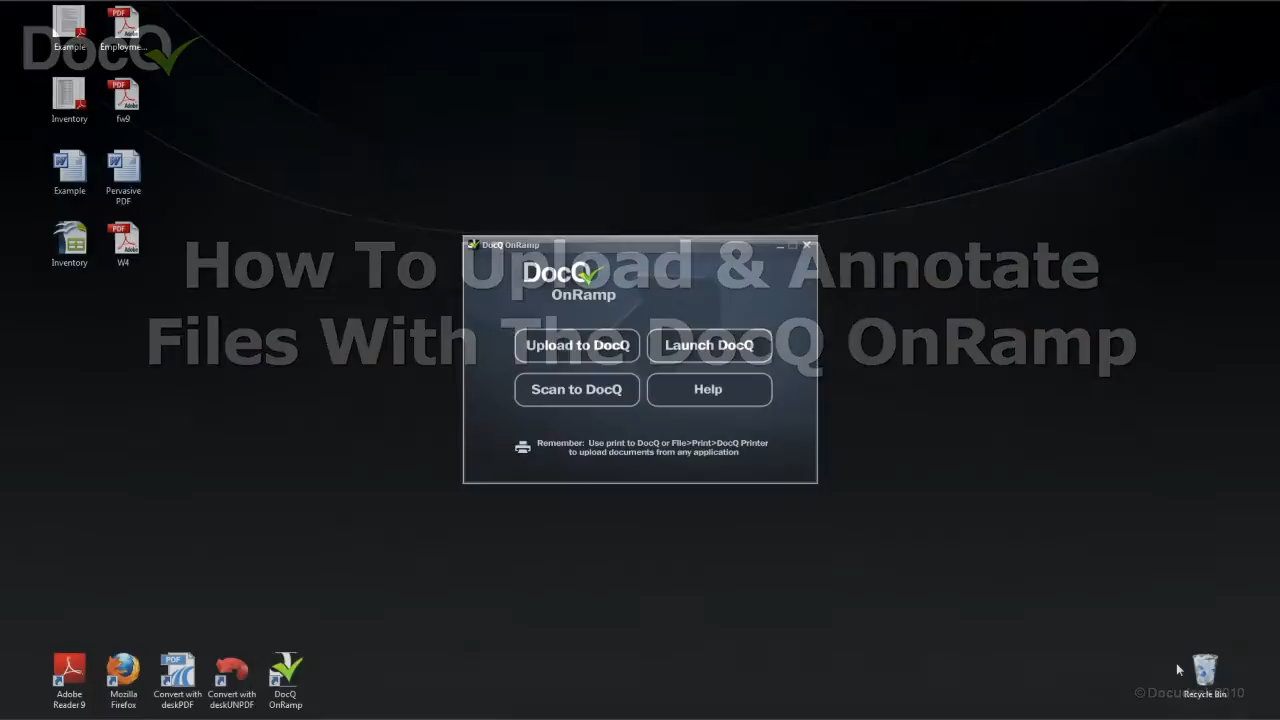 DocQ
Example
Employme...
Inventory
fw9
Example
Pervasive
PDF
Inventory
W4
How To Upload & Annotate
Files With The DocQ OnRamp
DocQ OnRamp
DocQ
OnRamp
Upload to DocQ
Launch DocQ
Scan to DocQ
Help
Remember: Use print to DocQ or File>Print>DocQ Printer
to upload documents from any application
Adobe
Reader 9
Mozilla
Firefox
Convert with
deskPDF
Convert with
deskUNPDF
DocQ
OnRamp
Recycle Bin
©Docudesk 2010